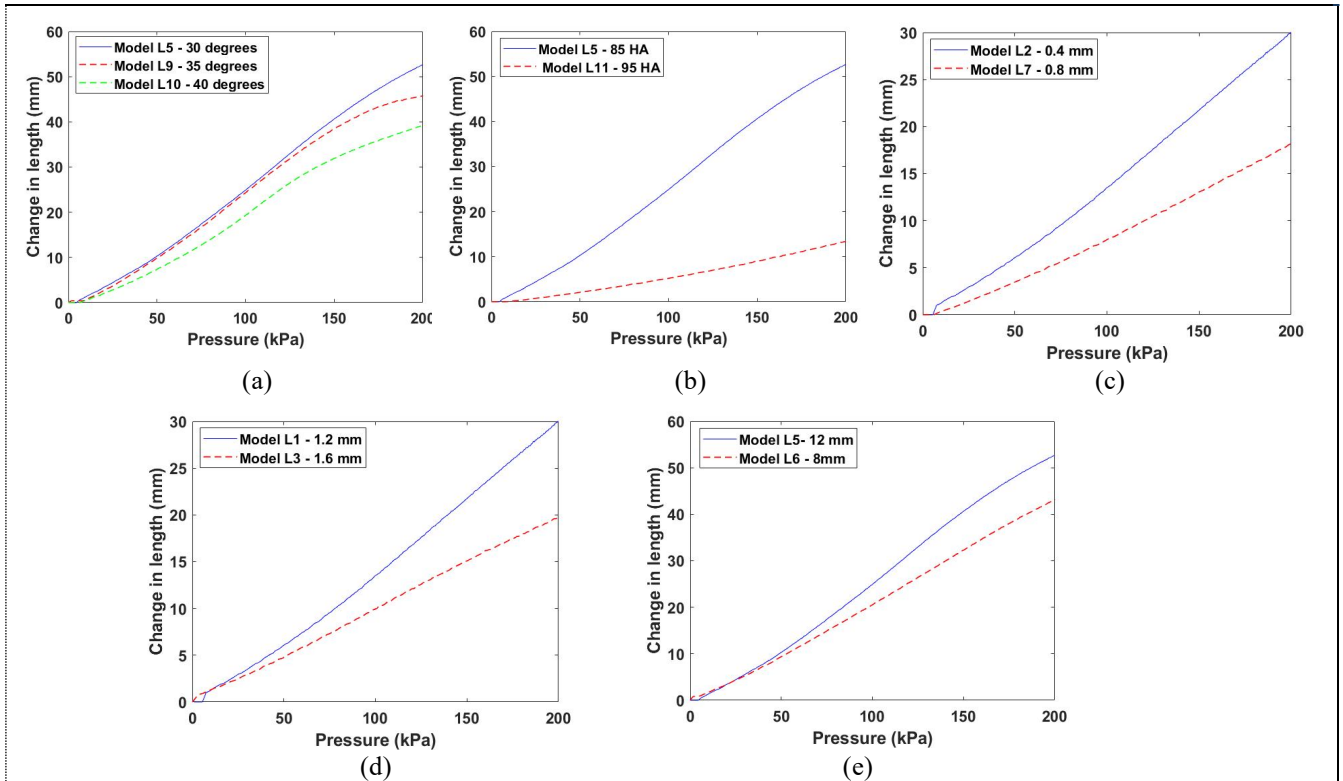 60
50
40
30
20
10
0
Change in length (mm)
Model L5 - 30 degrees
Model L9 - 35 degrees
Model L10 - 40 degrees
0 50 100 150 200
Pressure (kPa)
(a)
60
50
40
30
20
10
0
Change in length (mm)
Model L5 - 85 HA
Model L11 - 95 HA
0 50 100 150 200
Pressure (kPa)
(b)
30
25
20
15
10
5
0
Change in length (mm)
Model L2 - 0.4 mm
Model L7 - 0.8 mm
0 50 100 150 200
Pressure (kPa)
(c)
30
25
20
15
10
5
0
Change in length (mm)
Model L1 - 1.2 mm
Model L3 - 1.6 mm
0 50 100 150 200
Pressure (kPa)
(d)
60
50
40
30
20
10
0
Change in length (mm)
Model L5- 12 mm
Model L6 - 8mm
0 50 100 150 200
Pressure (kPa)
(e)